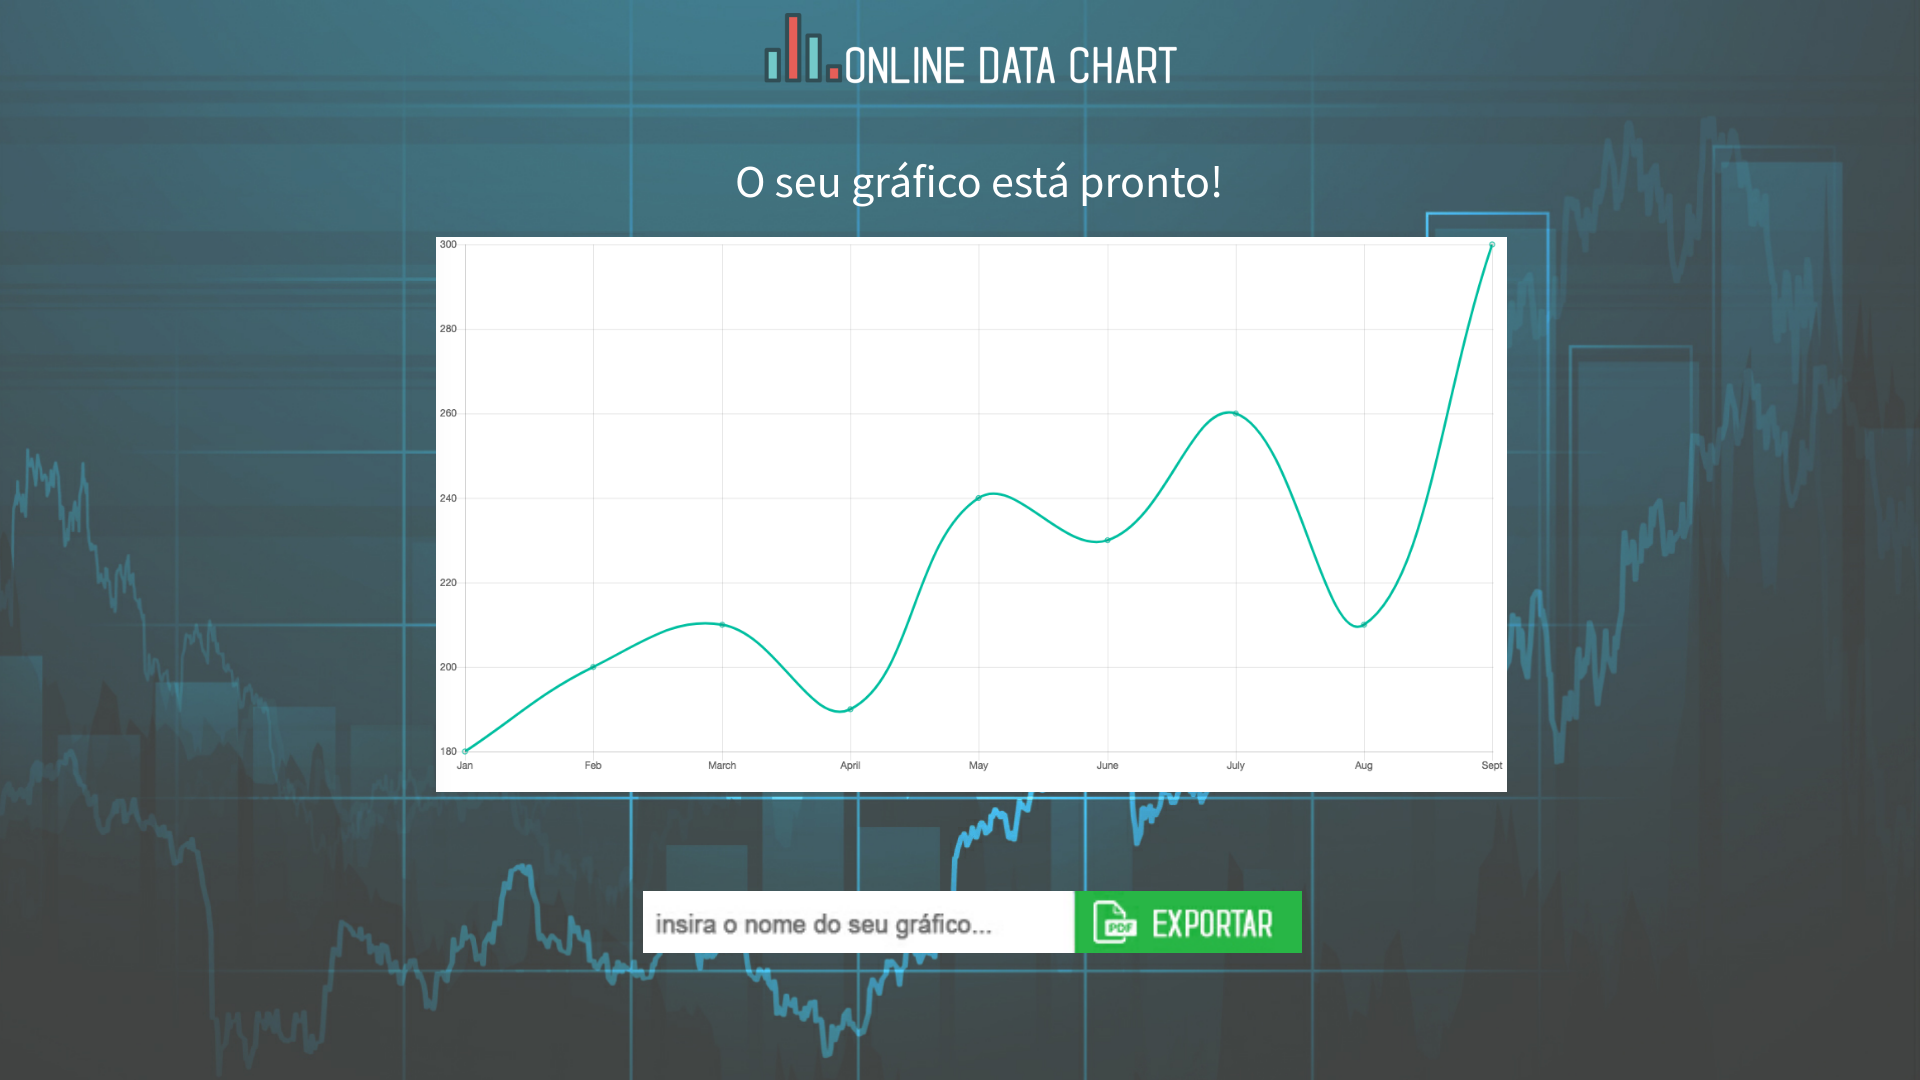 ONLINE DATA CHART
O seu gráfico está pronto!
300
280
260
240
220
200
180
Jan Feb March April May June July Aug Sept
insira o nome do seu gráfico...
PDF EXPORTAR